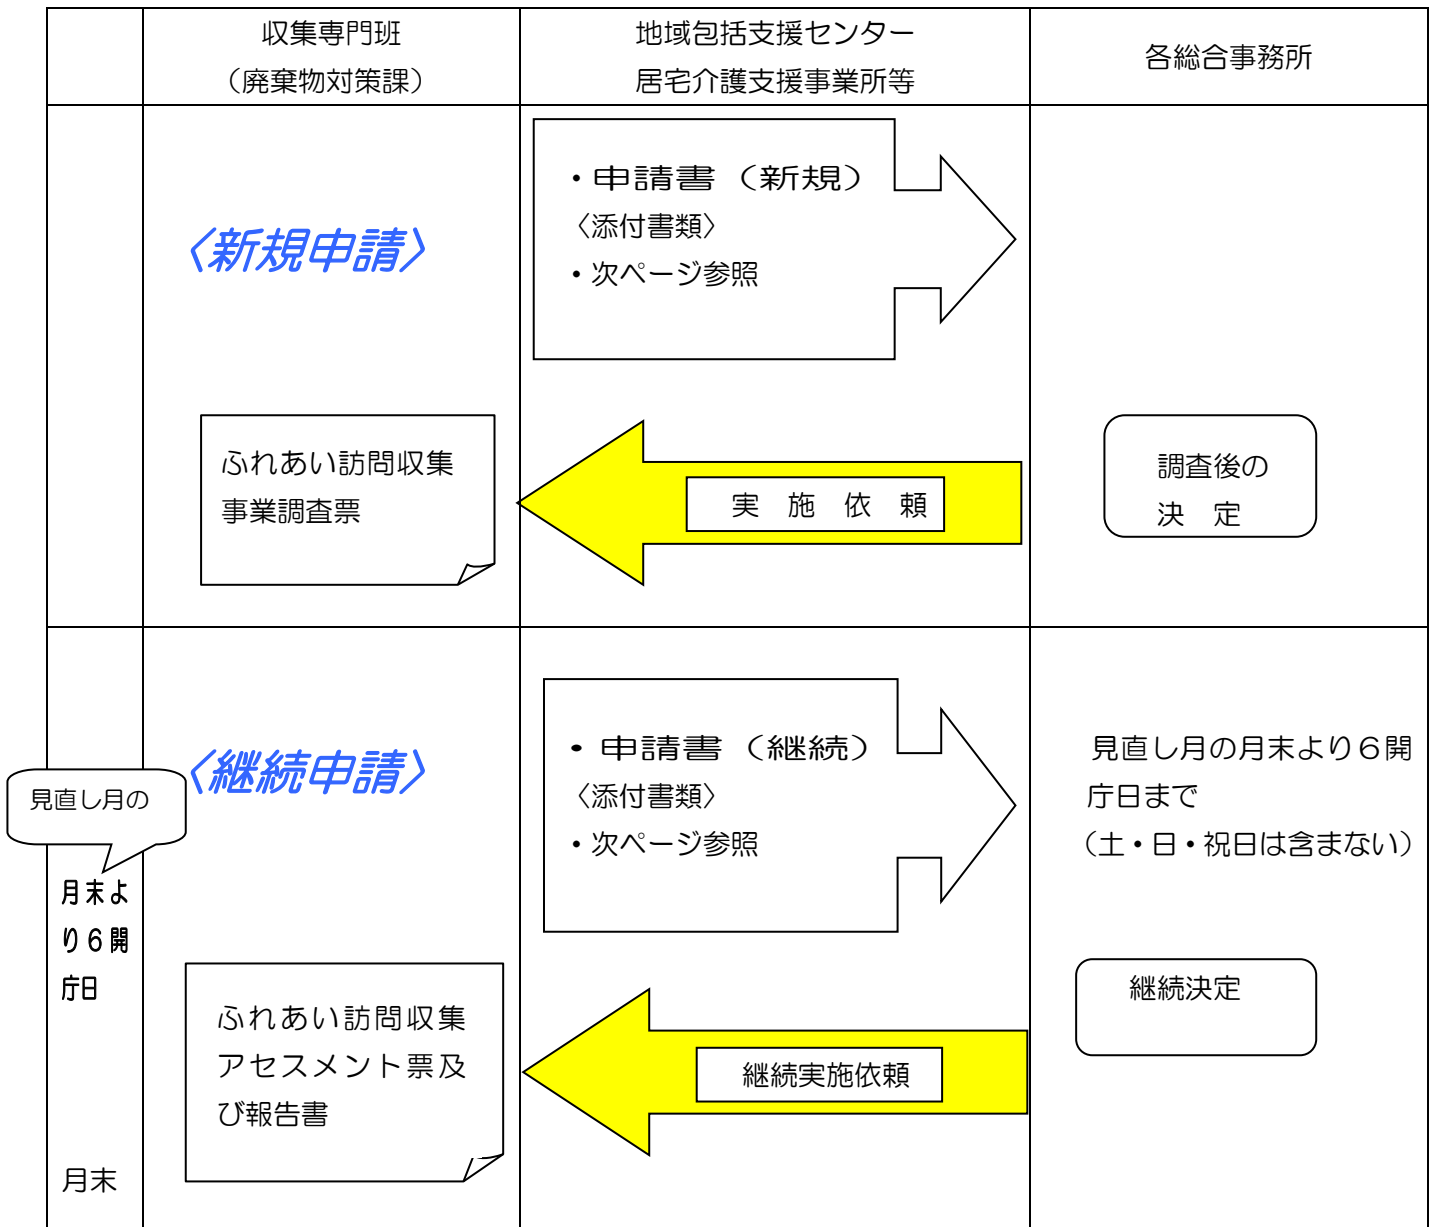 収集専門班
（廃棄物対策課）
地域包括支援センター
居宅介護支援事業所等
各総合事務所
〈新規申請〉
・申請書（新規）
〈添付書類〉
・次ページ参照
ふれあい訪問収集
事業調査票
実　施　依　頼
調査後の
決　定
見直し月の
月末よ
り６開
庁日
月末
〈継続申請〉
・申請書（継続）
〈添付書類〉
・次ページ参照
見直し月の月末より６開
庁日まで
（土・日・祝日は含まない）
ふれあい訪問収集
アセスメント票及
び報告書
継続実施依頼
継続決定